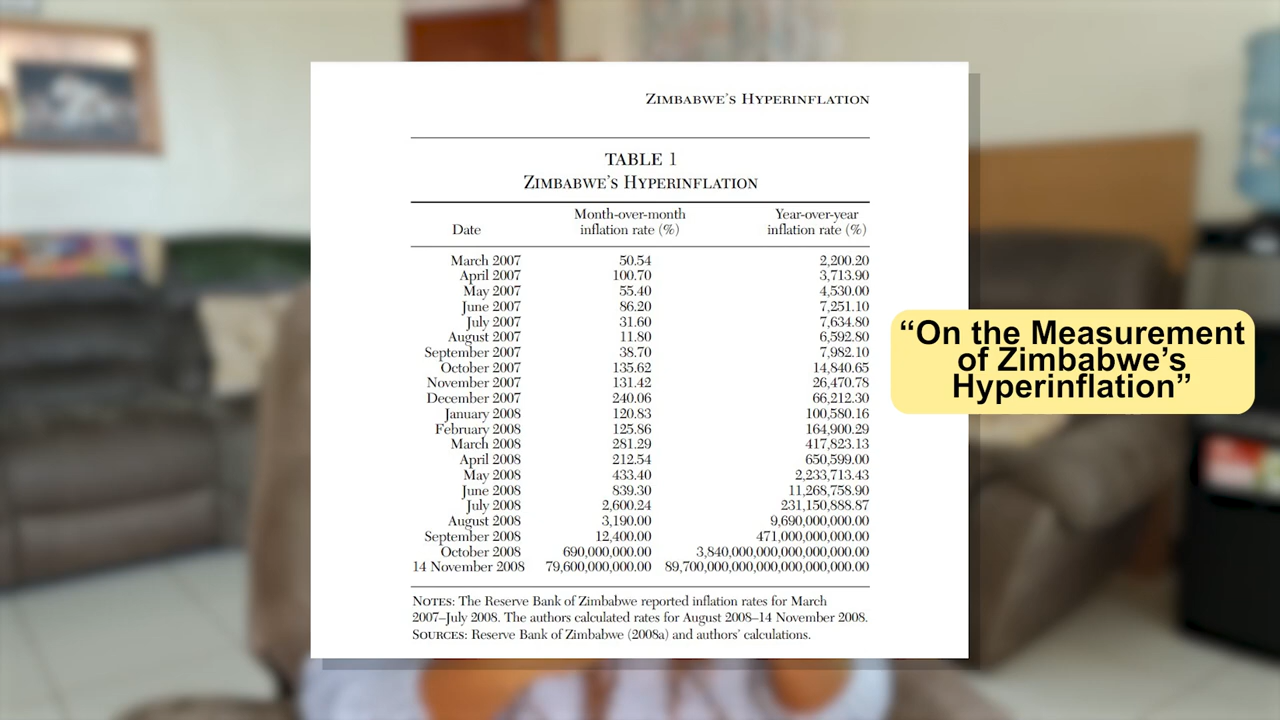 ZIMBABWE'S HYPERINFLATION
TABLE 1
ZIMBABWE'S HYPERINFLATION
Date Month-over-month inflation rate (%) Year-over-year inflation rate (%)
March 2007 50.54 2,200.20
April 2007 100.70 3,713.90
May 2007 55.40 4,530.00
June 2007 86.20 7,251.10
July 2007 31.60 7,634.80
August 2007 11.80 6,592.80
September 2007 38.70 7,982.10
October 2007 135.62 14,840.65
November 2007 131.42 26,470.78
December 2007 240.06 66,212.30
January 2008 120.83 100,580.16
February 2008 125.86 164,900.29
March 2008 281.29 417,823.13
April 2008 212.54 650,599.00
May 2008 433.40 2,233,713.43
June 2008 839.30 11,268,758.90
July 2008 2,600.24 231,150,888.87
August 2008 3,190.00 9,690,000,000.00
September 2008 12,400.00 471,000,000,000.00
October 2008 690,000,000.00 3,840,000,000,000,000,000.00
14 November 2008 79,600,000,000.00 89,700,000,000,000,000,000,000.00
NOTES: The Reserve Bank of Zimbabwe reported inflation rates for March
2007–July 2008. The authors calculated rates for August 2008–14 November 2008.
SOURCES: Reserve Bank of Zimbabwe (2008a) and authors' calculations.
“On the Measurement
of Zimbabwe’s
Hyperinflation”